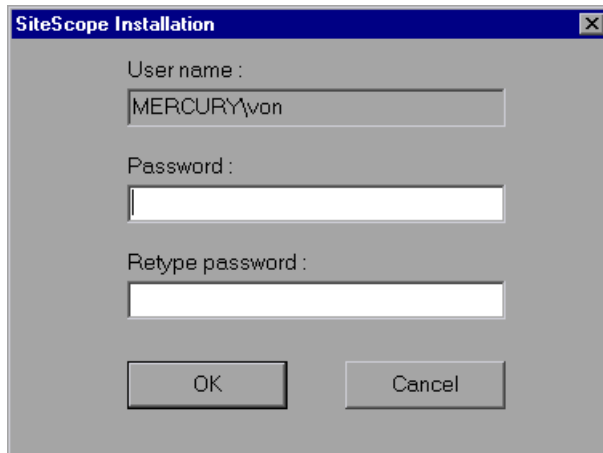 SiteScope Installation
User name :
MERCURY\von
Password :
Retype password :
OK
Cancel